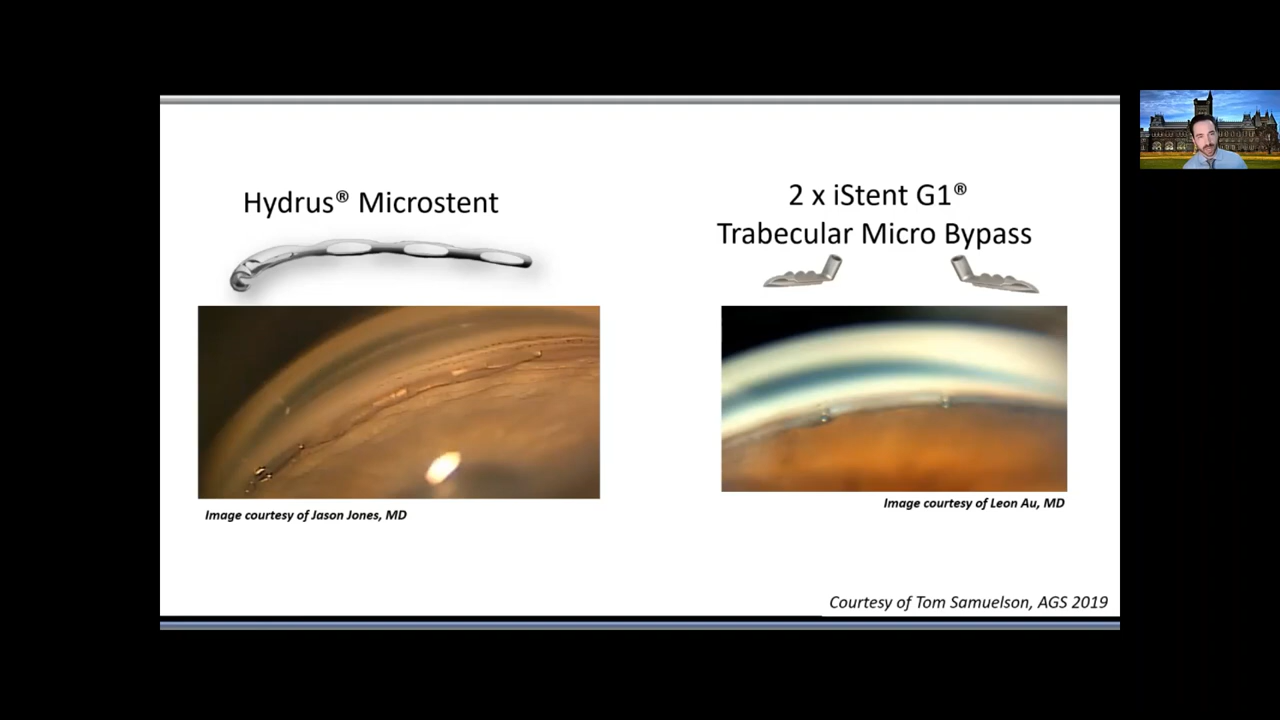 Hydrus® Microstent
2 x iStent G1®
Trabecular Micro Bypass
Image courtesy of Jason Jones, MD
Image courtesy of Leon Au, MD
Courtesy of Tom Samuelson, AGS 2019